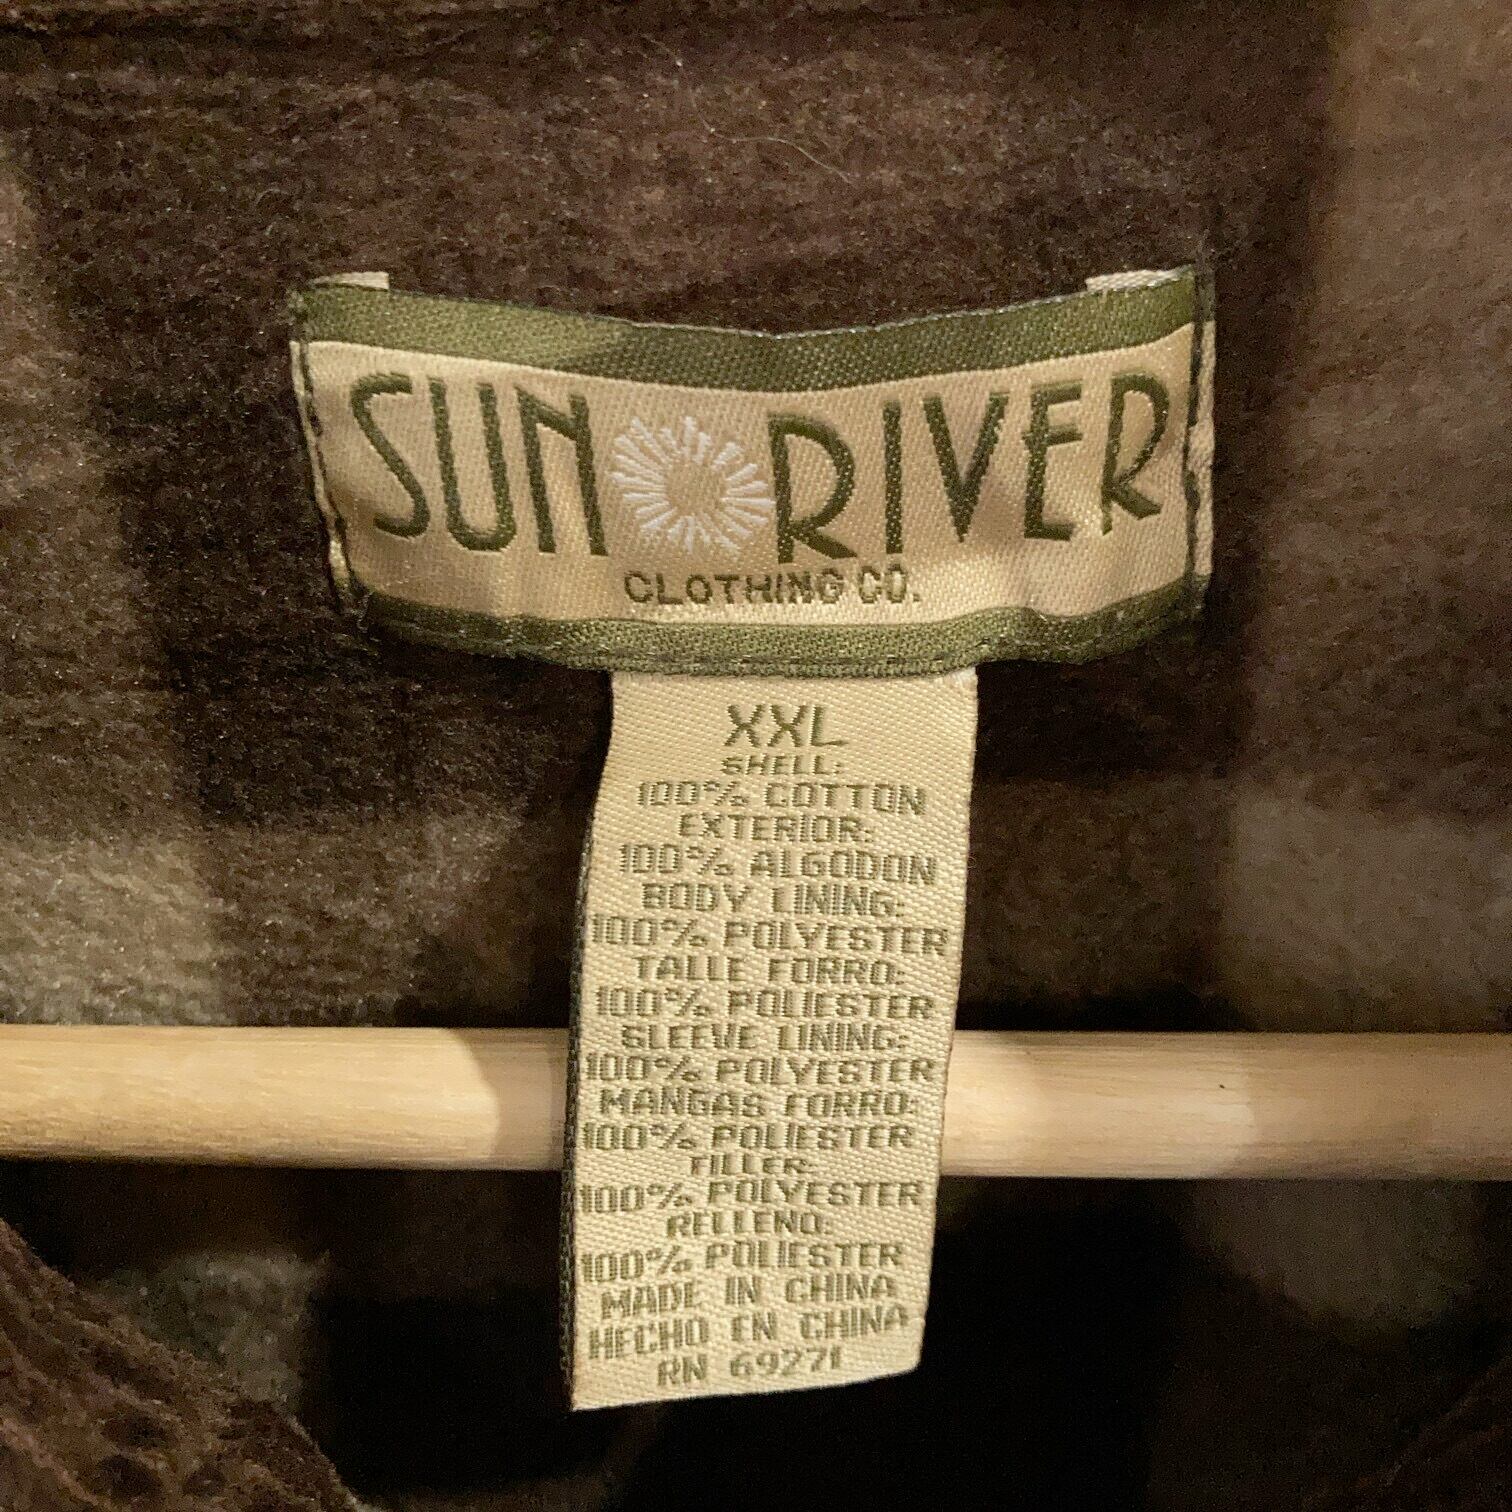 SUN RIVER
CLOTHING CO.
XXL
SHELL:
100% COTTON
EXTERIOR:
100% ALGODON
BODY LINING:
100% POLYESTER
TALLE FORRO:
100% POLIESTER
SLEEVE LINING:
100% POLYESTER
MANGAS FORRO:
100% POLIESTER
FILLER:
100% POLYESTER
RELLENO:
100% POLIESTER
MADE IN CHINA
HECHO EN CHINA
RN 69271